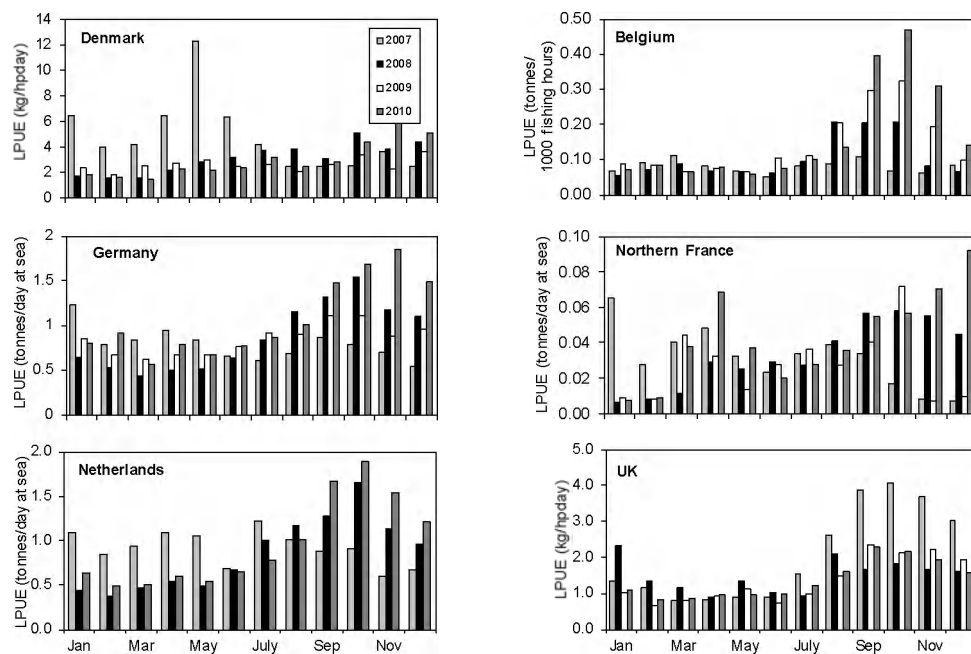 Denmark
LPUE (kg/hpday)
14
12
10
8
6
4
2
0
2007
2008
2009
2010
Belgium
LPUE (tonnes/
1000 fishing hours)
0.50
0.40
0.30
0.20
0.10
0.00
Germany
LPUE (tonnes/day at sea)
2
1.5
1
0.5
0
Northern France
LPUE (tonnes/day at sea)
0.10
0.08
0.06
0.04
0.02
0.00
Netherlands
LPUE (tonnes/day at sea)
2.0
1.5
1.0
0.5
0.0
Jan Mar May July Sep Nov
UK
LPUE (kg/hpday)
5.0
4.0
3.0
2.0
1.0
0.0
Jan Mar May July Sep Nov